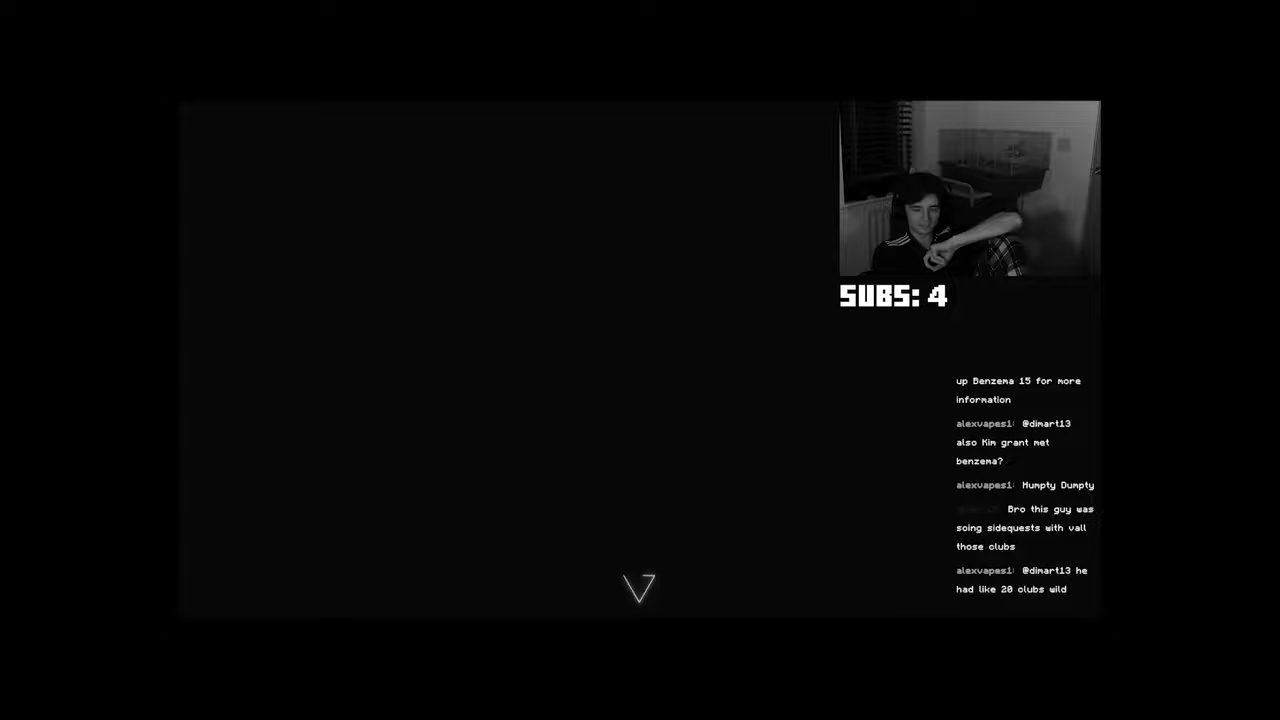 SUBS: 4
up Benzema 15 for more
information
alexvapes1: @dimart13
also Kim grant met
benzema?
alexvapes1: Humpty Dumpty
Bro this guy was
soing sidequests with vall
those clubs
alexvapes1: @dimart13 he
had like 20 clubs wild